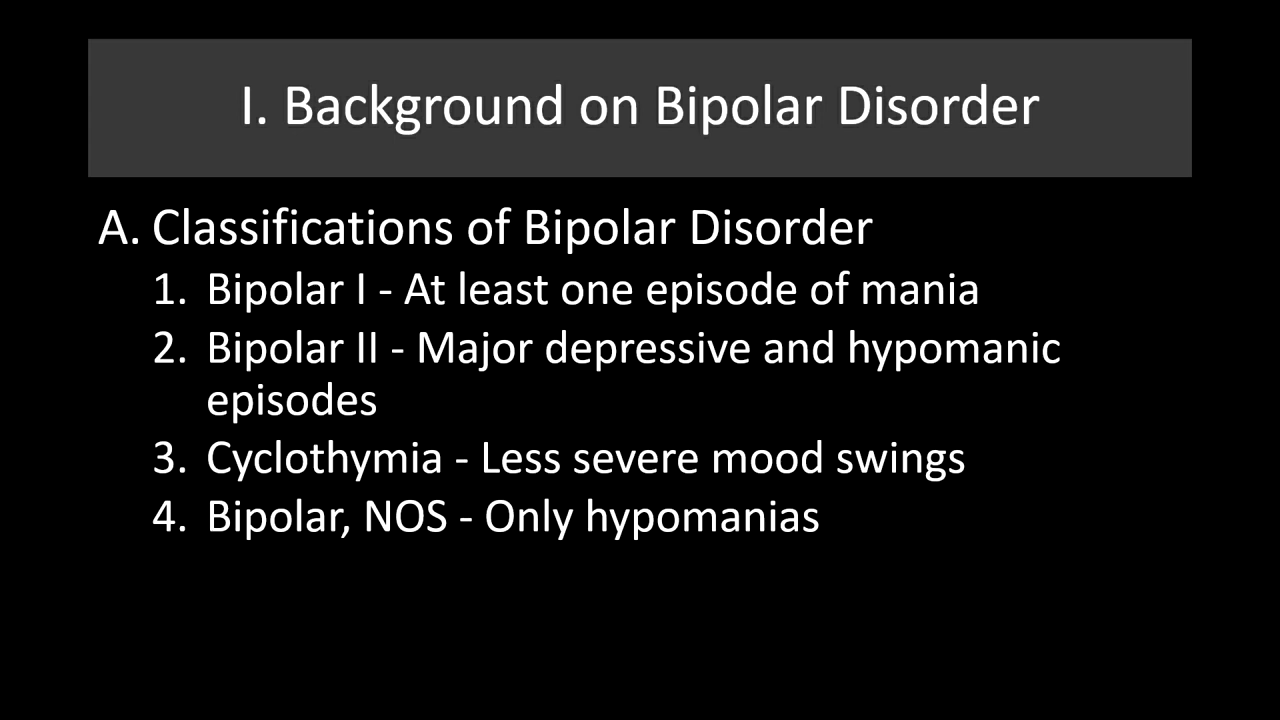 I. Background on Bipolar Disorder
A. Classifications of Bipolar Disorder
1. Bipolar I - At least one episode of mania
2. Bipolar II - Major depressive and hypomanic
episodes
3. Cyclothymia - Less severe mood swings
4. Bipolar, NOS - Only hypomanias